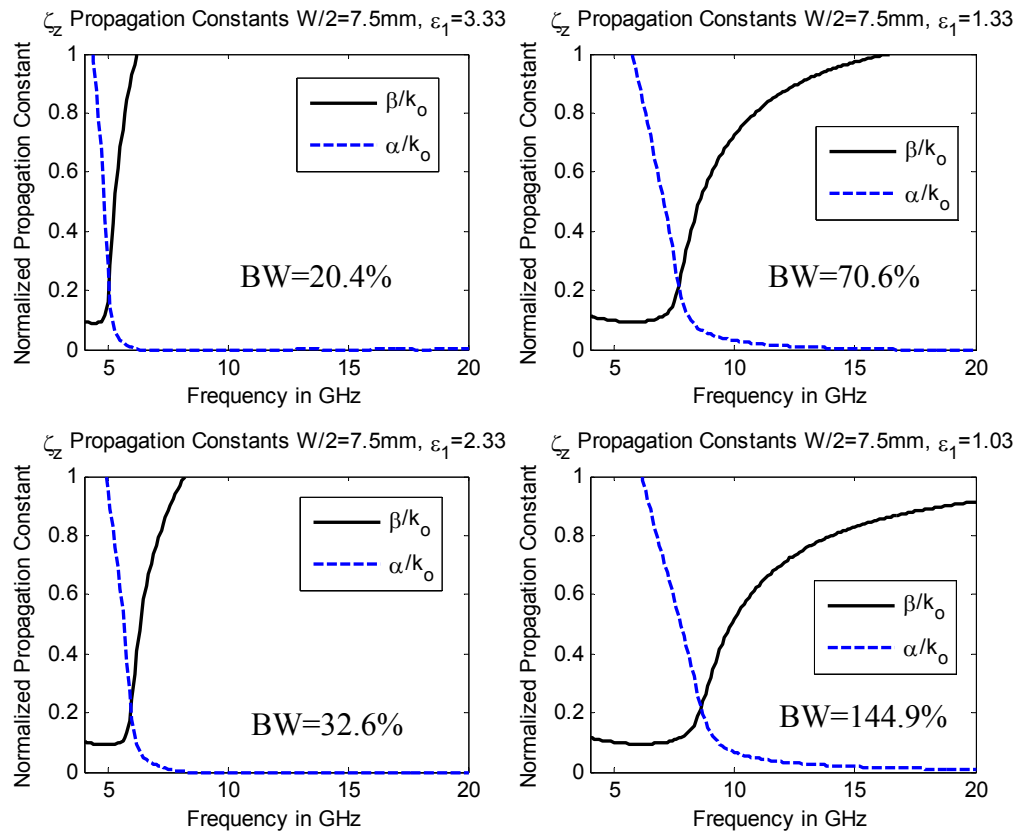 ζz Propagation Constants W/2=7.5mm, ε1=3.33
Normalized Propagation Constant
1
0.8
0.6
0.4
0.2
0
β/ko
α/ko
BW=20.4%
5 10 15 20
Frequency in GHz
ζz Propagation Constants W/2=7.5mm, ε1=1.33
Normalized Propagation Constant
1
0.8
0.6
0.4
0.2
0
β/ko
α/ko
BW=70.6%
5 10 15 20
Frequency in GHz
ζz Propagation Constants W/2=7.5mm, ε1=2.33
Normalized Propagation Constant
1
0.8
0.6
0.4
0.2
0
β/ko
α/ko
BW=32.6%
5 10 15 20
Frequency in GHz
ζz Propagation Constants W/2=7.5mm, ε1=1.03
Normalized Propagation Constant
1
0.8
0.6
0.4
0.2
0
β/ko
α/ko
BW=144.9%
5 10 15 20
Frequency in GHz